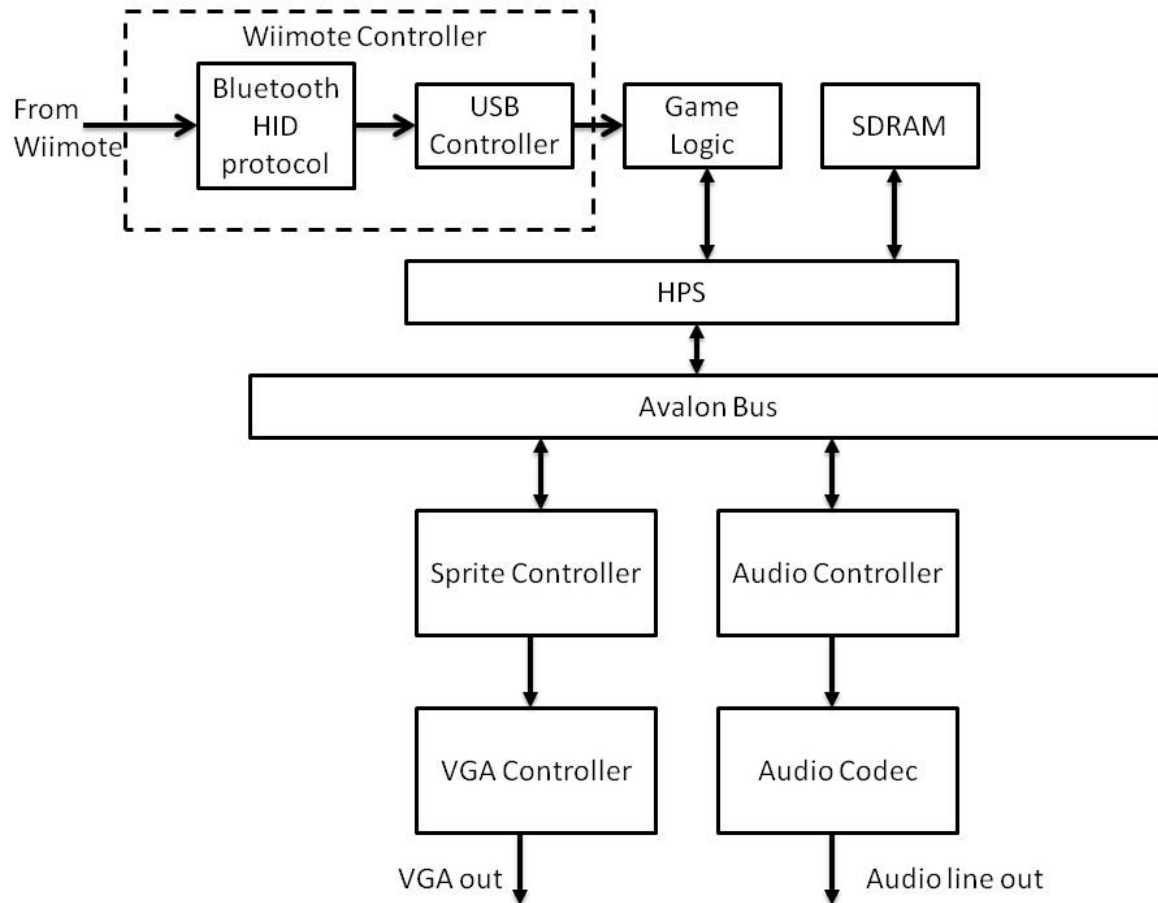 Wiimote Controller
From
Wiimote
Bluetooth
HID
protocol
USB
Controller
Game
Logic
SDRAM
HPS
Avalon Bus
Sprite Controller
Audio Controller
VGA Controller
Audio Codec
VGA out
Audio line out